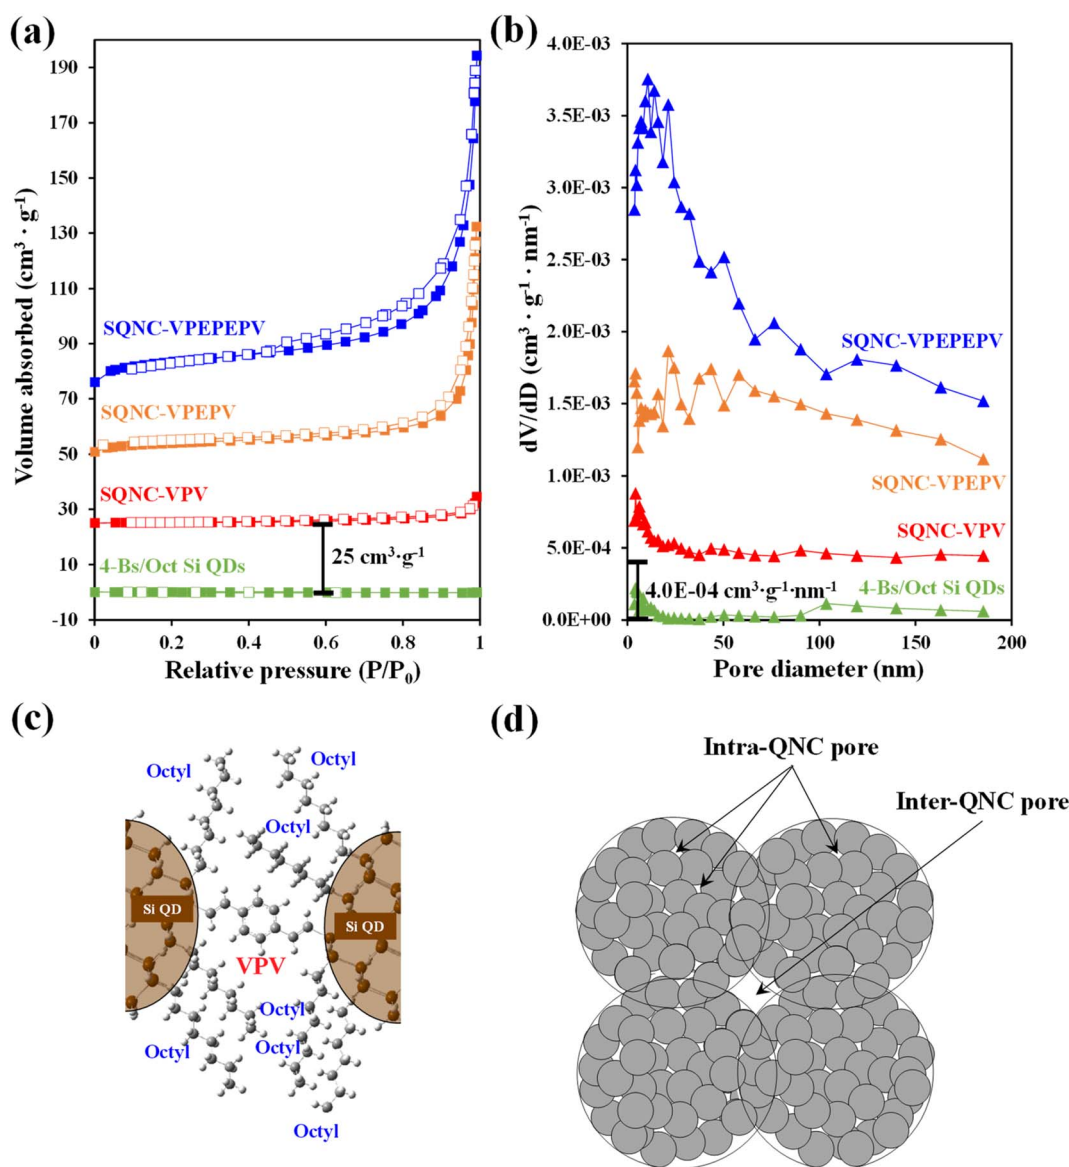 (a)
190
170
150
130
110
90
70
50
30
10
-10
Volume absorbed (cm³ · g⁻¹)
SQNC-VPEPEPV
SQNC-VPEPV
SQNC-VPV
25 cm³·g⁻¹
4-Bs/Oct Si QDs
0
0.2
0.4
0.6
0.8
1
Relative pressure (P/P₀)
(b)
4.0E-03
3.5E-03
3.0E-03
2.5E-03
2.0E-03
1.5E-03
1.0E-03
5.0E-04
0.0E+00
dV/dD (cm³ · g⁻¹ · nm⁻¹)
SQNC-VPEPEPV
SQNC-VPEPV
SQNC-VPV
4-Bs/Oct Si QDs
4.0E-04 cm³·g⁻¹·nm⁻¹
0
50
100
150
200
Pore diameter (nm)
(c)
Octyl
Octyl
Octyl
Si QD
Si QD
VPV
Octyl
Octyl
Octyl
Octyl
(d)
Intra-QNC pore
Inter-QNC pore